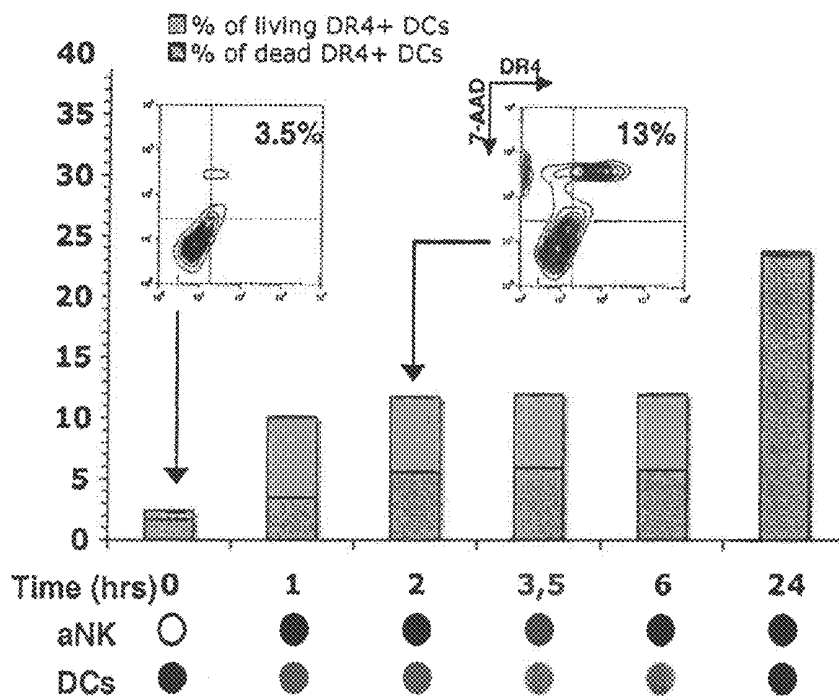 % of living DR4+ DCs
% of dead DR4+ DCs
40
35
30
25
20
15
10
5
0
3.5%
DR4
7-AAD
13%
Time (hrs) 0 1 2 3,5 6 24
aNK
DCs